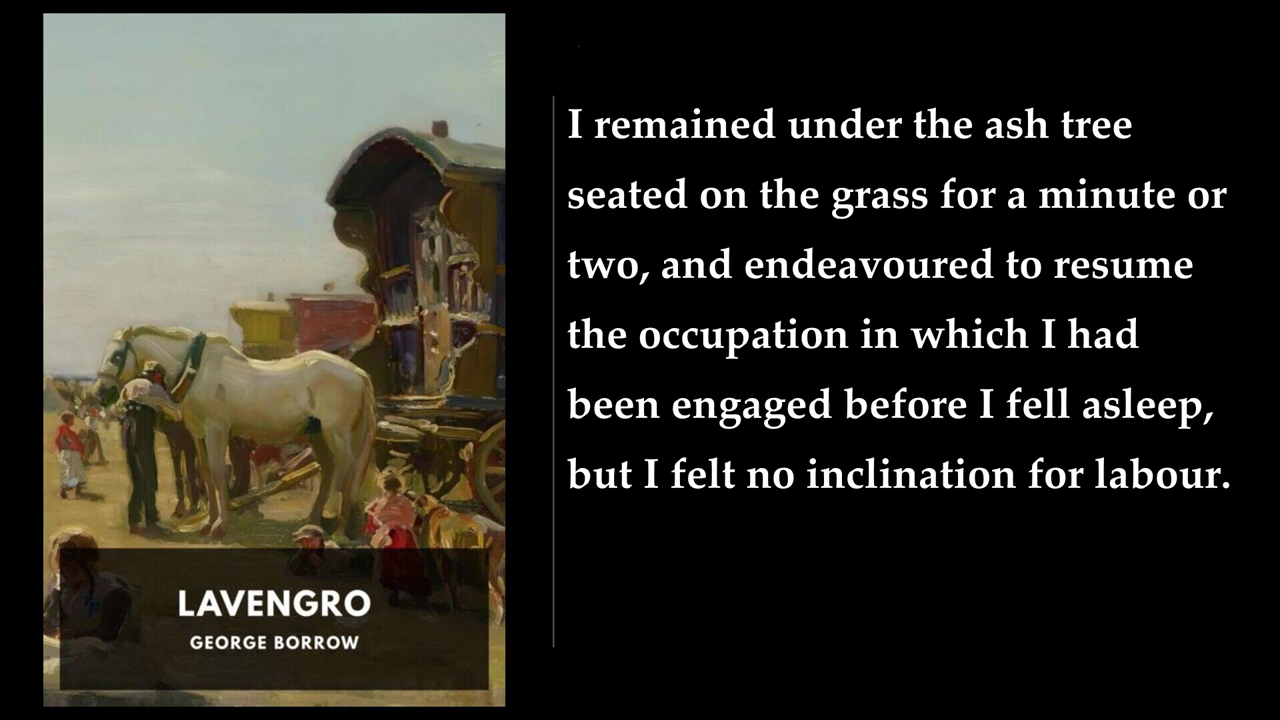 LAVENGRO
GEORGE BORROW
I remained under the ash tree
seated on the grass for a minute or
two, and endeavoured to resume
the occupation in which I had
been engaged before I fell asleep,
but I felt no inclination for labour.